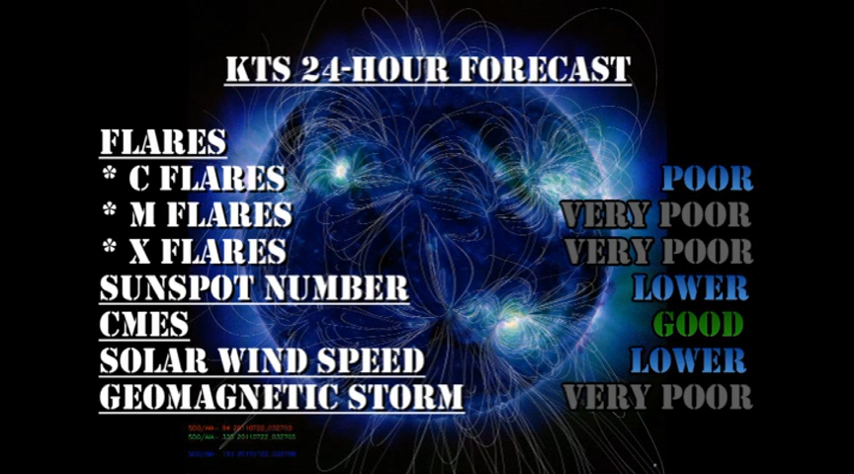 KTS 24-HOUR FORECAST
FLARES
* C FLARES POOR
* M FLARES VERY POOR
* X FLARES VERY POOR
SUNSPOT NUMBER LOWER
CMES GOOD
SOLAR WIND SPEED LOWER
GEOMAGNETIC STORM VERY POOR